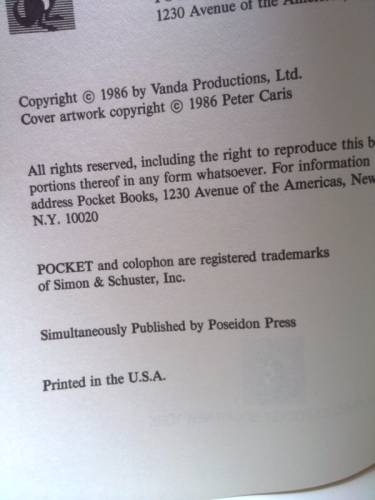 1230 Avenue of the
Copyright © 1986 by Vanda Productions, Ltd.
Cover artwork copyright © 1986 Peter Caris
All rights reserved, including the right to reproduce this b
portions thereof in any form whatsoever. For information
address Pocket Books, 1230 Avenue of the Americas, New
N.Y. 10020
POCKET and colophon are registered trademarks
of Simon & Schuster, Inc.
Simultaneously Published by Poseidon Press
Printed in the U.S.A.